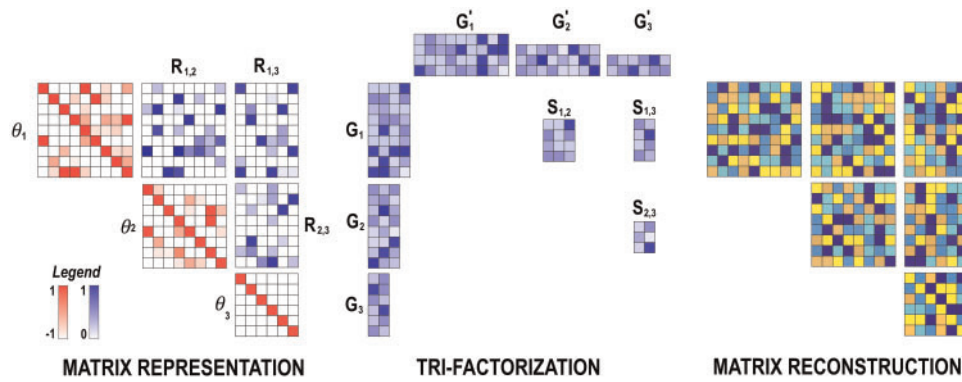 G'1 G'2 G'3
R1,2 R1,3
θ1
G1 S1,2 S1,3
θ2 R2,3
G2 S2,3
Legend
1 1
-1 0
θ3
G3
MATRIX REPRESENTATION TRI-FACTORIZATION MATRIX RECONSTRUCTION